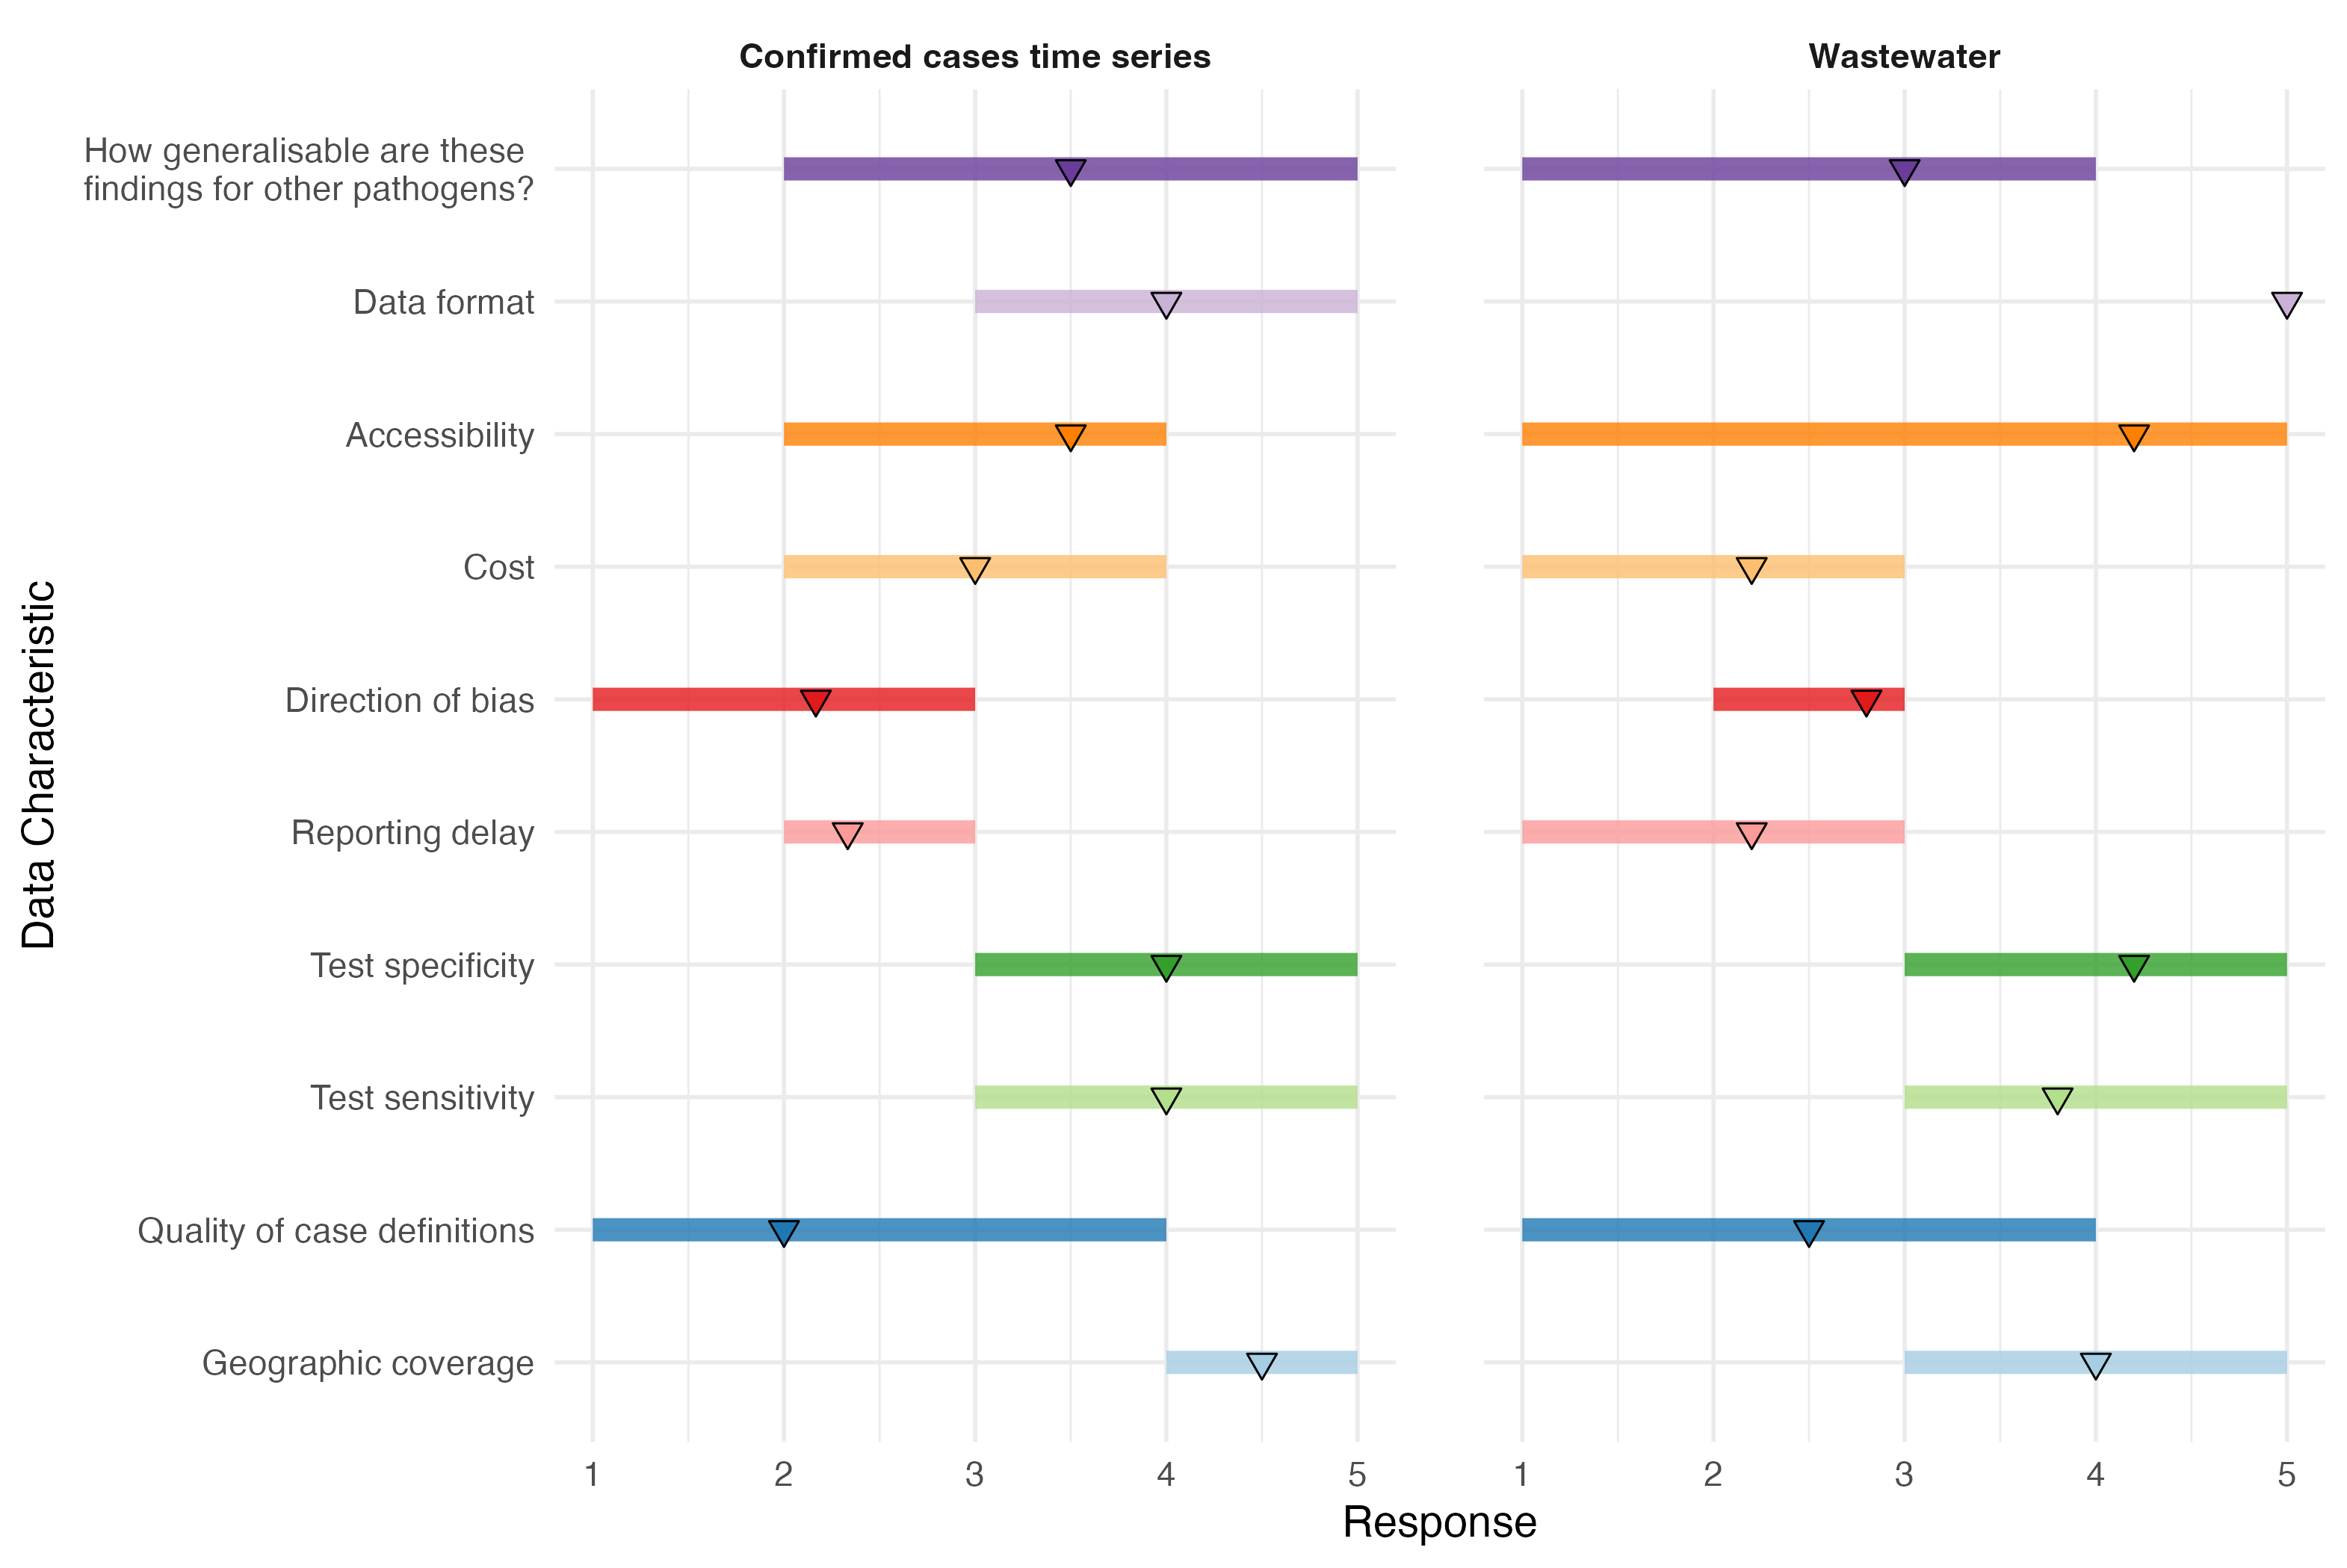 Confirmed cases time series
Wastewater
How generalisable are these
findings for other pathogens?
Data format
Accessibility
Cost
Direction of bias
Reporting delay
Test specificity
Test sensitivity
Quality of case definitions
Geographic coverage
Data Characteristic
1 2 3 4 5
1 2 3 4 5
Response